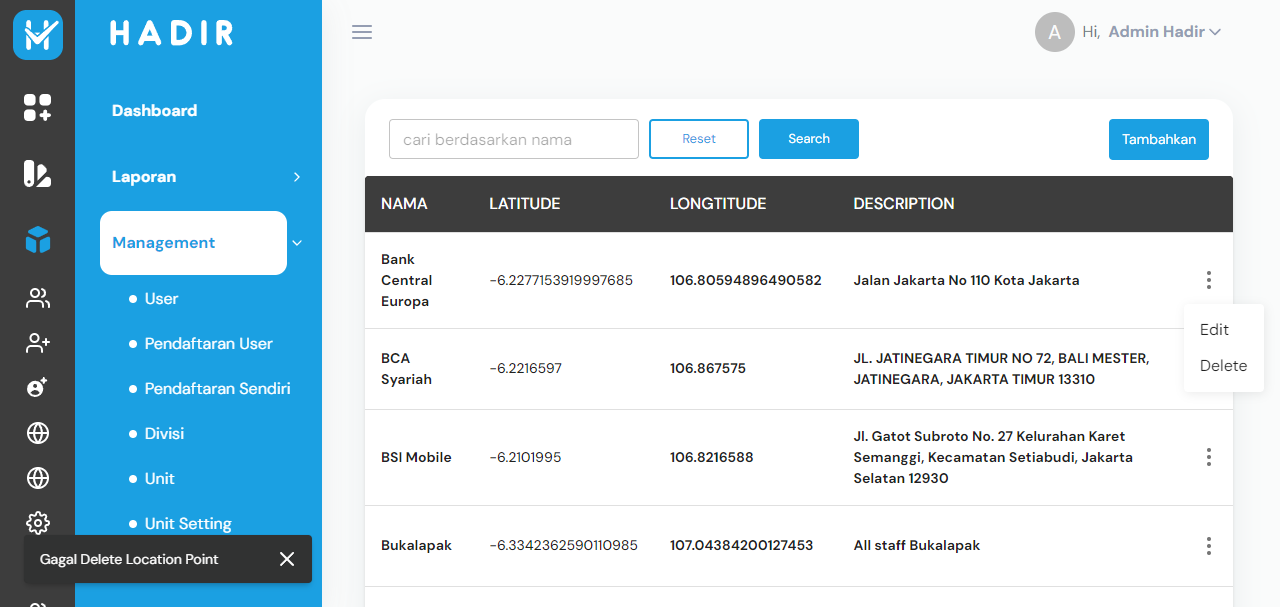 HADIR
A Hi, Admin Hadir
Dashboard
Laporan
Management
User
Pendaftaran User
Pendaftaran Sendiri
Divisi
Unit
Unit Setting
Gagal Delete Location Point
cari berdasarkan nama Reset Search Tambahkan
NAMA LATITUDE LONGTITUDE DESCRIPTION
Bank
Central
Europa
-6.2277153919997685 106.80594896490582 Jalan Jakarta No 110 Kota Jakarta
Edit
Delete
BCA
Syariah
-6.2216597 106.867575
JL. JATINEGARA TIMUR NO 72, BALI MESTER,
JATINEGARA, JAKARTA TIMUR 13310
BSI Mobile -6.2101995 106.8216588
Jl. Gatot Subroto No. 27 Kelurahan Karet
Semanggi, Kecamatan Setiabudi, Jakarta
Selatan 12930
Bukalapak -6.3342362590110985 107.04384200127453 All staff Bukalapak